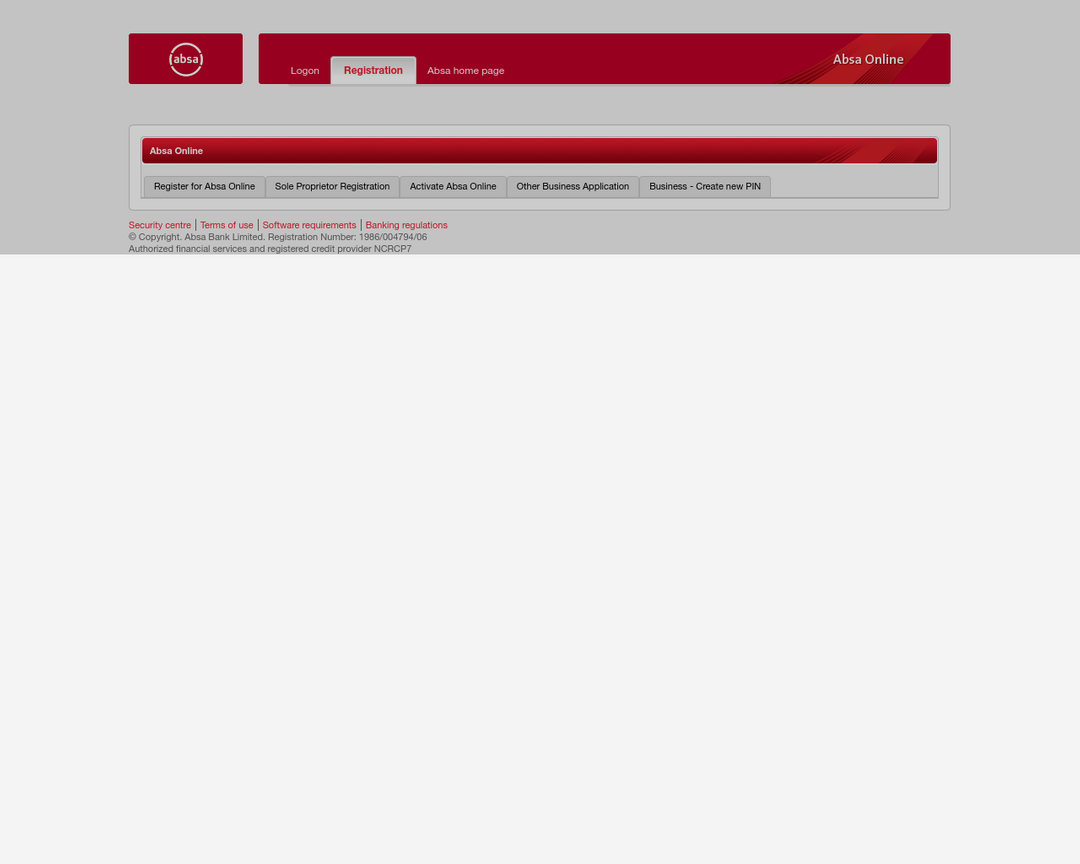 absa
Logon Registration Absa home page Absa Online
Absa Online
Register for Absa Online Sole Proprietor Registration Activate Absa Online Other Business Application Business - Create new PIN
Security centre | Terms of use | Software requirements | Banking regulations
© Copyright. Absa Bank Limited. Registration Number: 1986/004794/06
Authorized financial services and registered credit provider NCRCP7